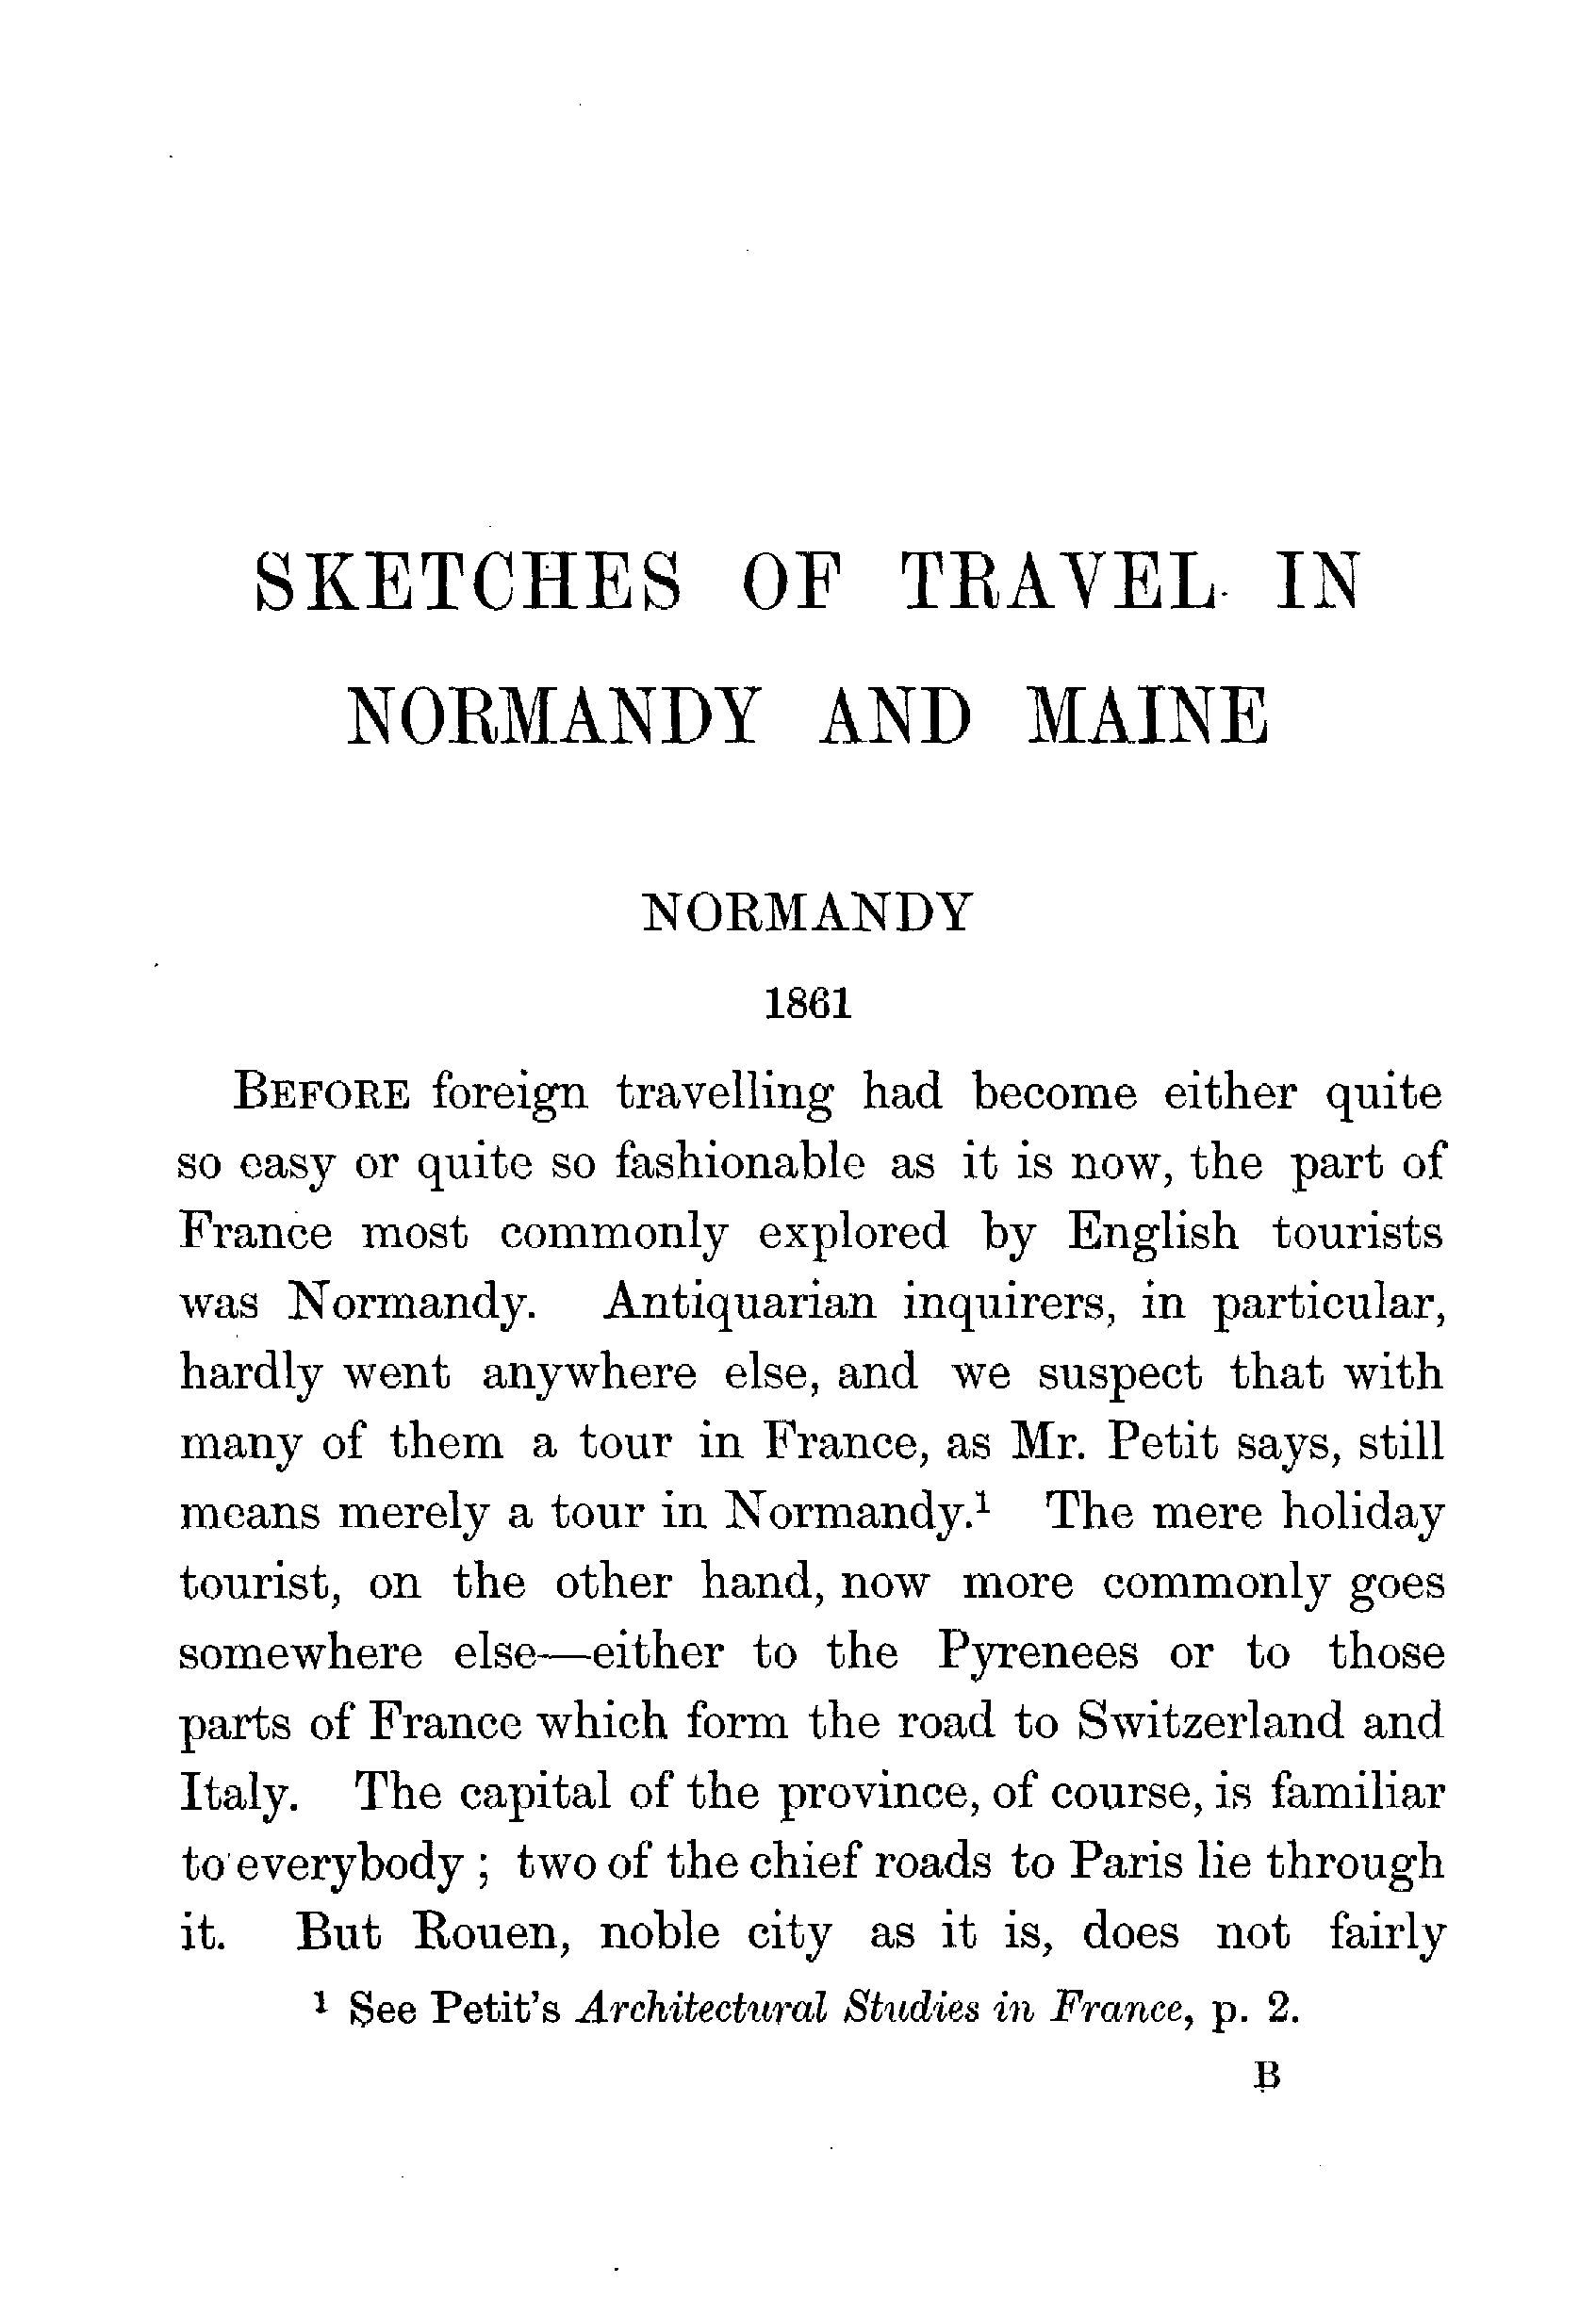 SKETCHES OF TRAVEL IN
NORMANDY AND MAINE
NORMANDY
1861
BEFORE foreign travelling had become either quite
so easy or quite so fashionable as it is now, the part of
France most commonly explored by English tourists
was Normandy. Antiquarian inquirers, in particular,
hardly went anywhere else, and we suspect that with
many of them a tour in France, as Mr. Petit says, still
means merely a tour in Normandy.¹ The mere holiday
tourist, on the other hand, now more commonly goes
somewhere else—either to the Pyrenees or to those
parts of France which form the road to Switzerland and
Italy. The capital of the province, of course, is familiar
to everybody ; two of the chief roads to Paris lie through
it. But Rouen, noble city as it is, does not fairly
¹ See Petit's Architectural Studies in France, p. 2.
B